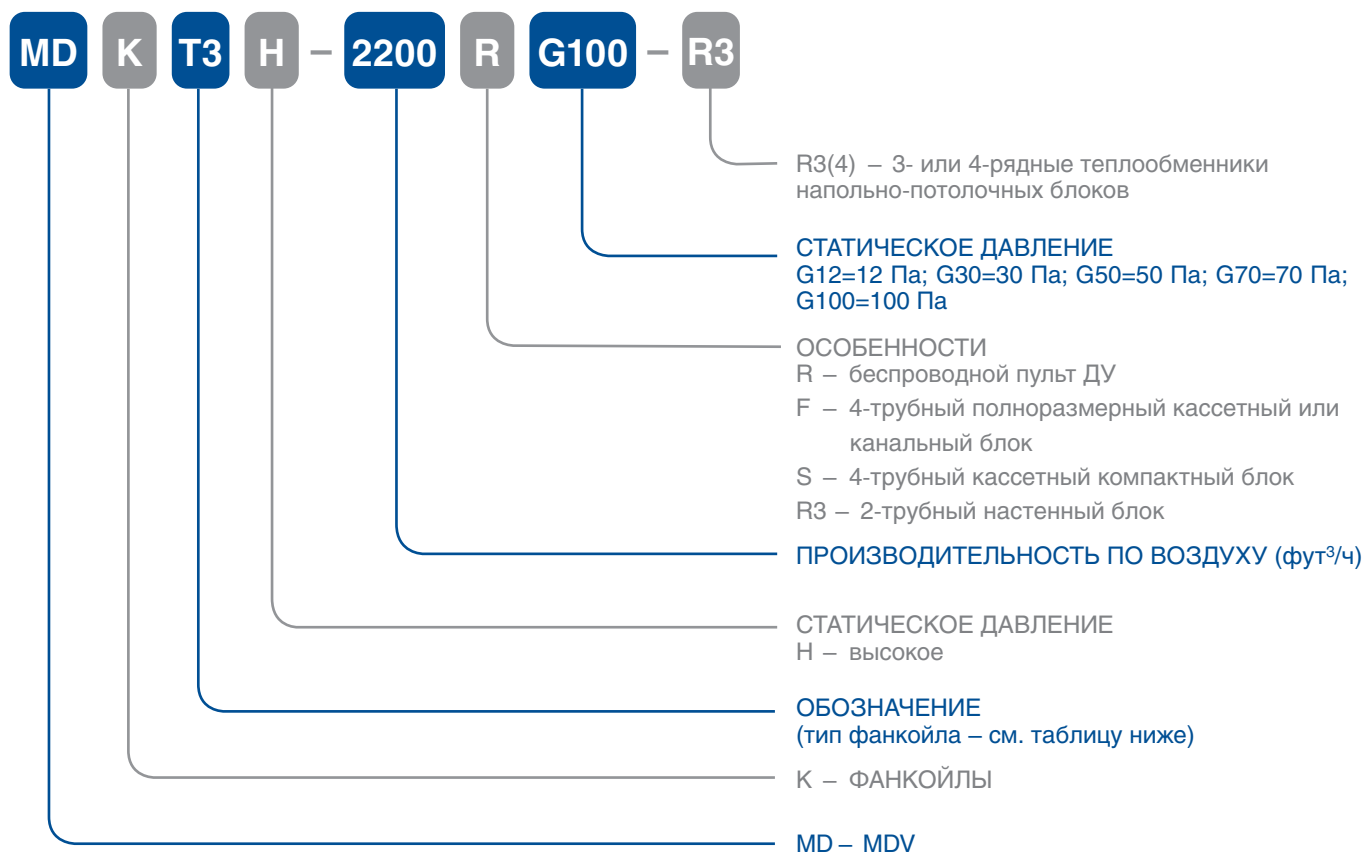 MD K T3 H – 2200 R G100 – R3
R3(4) – 3- или 4-рядные теплообменники
напольно-потолочных блоков
СТАТИЧЕСКОЕ ДАВЛЕНИЕ
G12=12 Па; G30=30 Па; G50=50 Па; G70=70 Па;
G100=100 Па
ОСОБЕННОСТИ
R – беспроводной пульт ДУ
F – 4-трубный полноразмерный кассетный или
канальный блок
S – 4-трубный кассетный компактный блок
R3 – 2-трубный настенный блок
ПРОИЗВОДИТЕЛЬНОСТЬ ПО ВОЗДУХУ (фут³/ч)
СТАТИЧЕСКОЕ ДАВЛЕНИЕ
H – высокое
ОБОЗНАЧЕНИЕ
(тип фанкойла – см. таблицу ниже)
K – ФАНКОЙЛЫ
MD – MDV